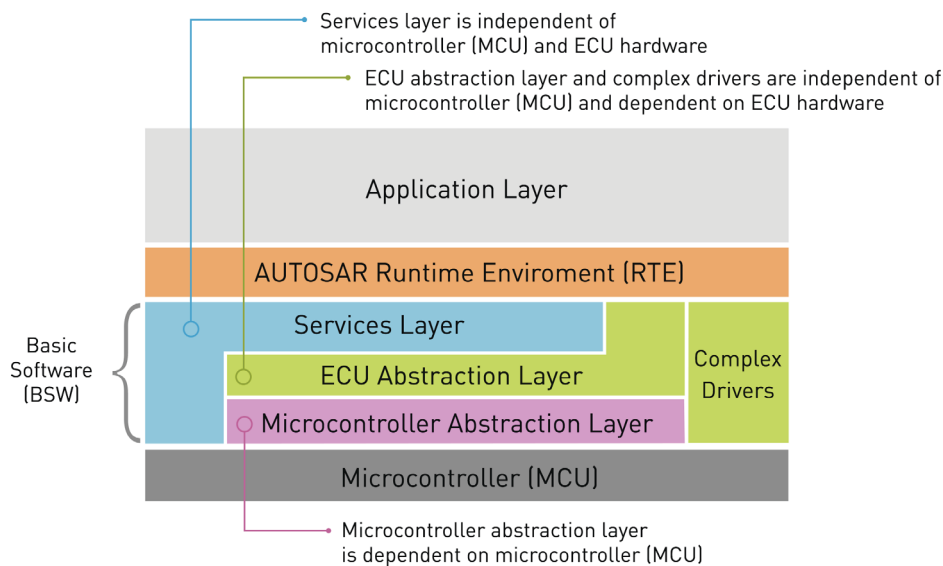 Services layer is independent of
microcontroller (MCU) and ECU hardware
ECU abstraction layer and complex drivers are independent of
microcontroller (MCU) and dependent on ECU hardware
Application Layer
AUTOSAR Runtime Enviroment (RTE)
Basic
Software
(BSW)
Services Layer
ECU Abstraction Layer
Microcontroller Abstraction Layer
Complex
Drivers
Microcontroller (MCU)
Microcontroller abstraction layer
is dependent on microcontroller (MCU)